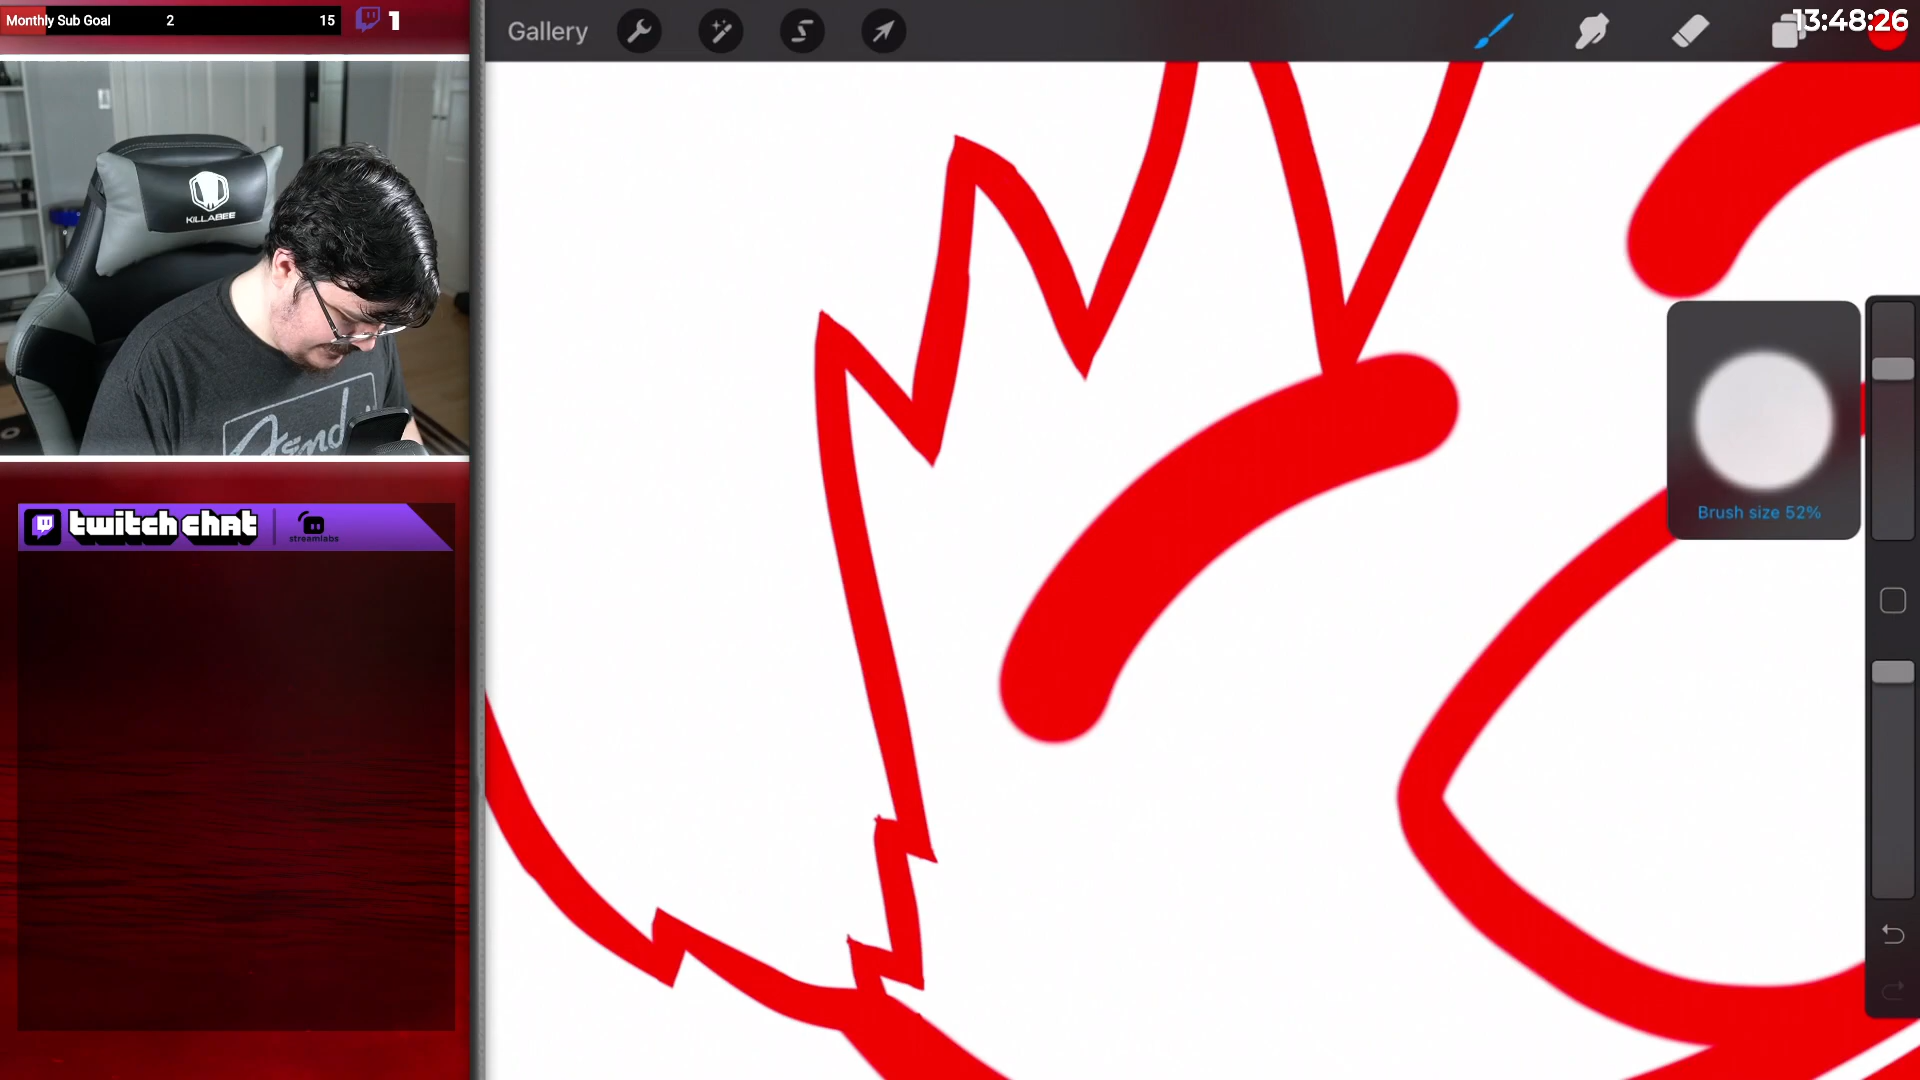 Monthly Sub Goal 2 15 1
Gallery
13:48:26
KILLABEE
twitch chat
streamlabs
Brush size 52%